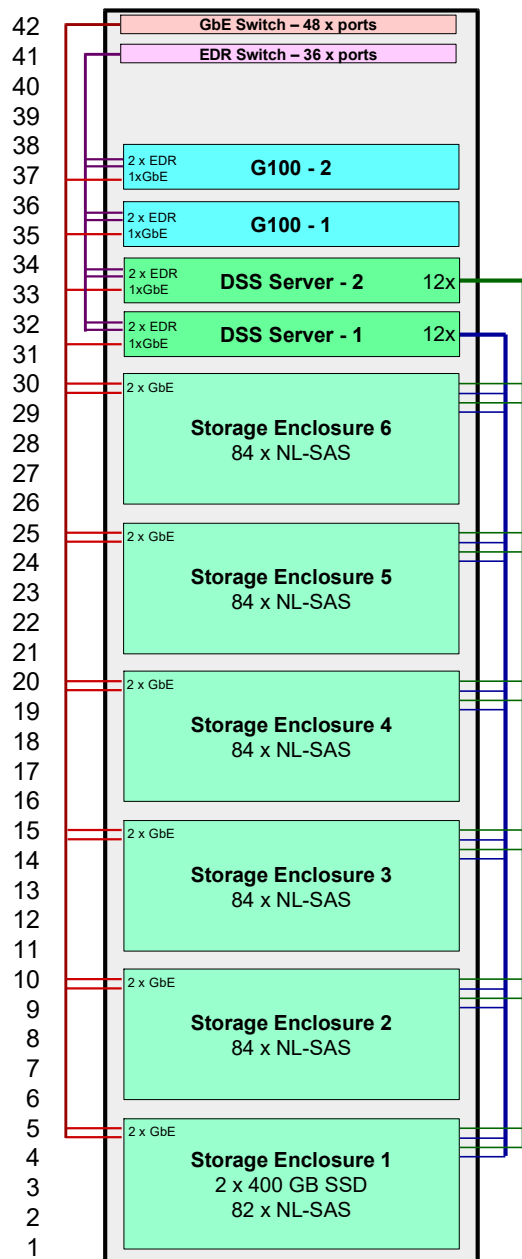 42
GbE Switch – 48 x ports
41
EDR Switch – 36 x ports
40
39
38
37
2 x EDR
1xGbE
G100 - 2
36
35
2 x EDR
1xGbE
G100 - 1
34
33
2 x EDR
1xGbE
DSS Server - 2
12x
32
31
2 x EDR
1xGbE
DSS Server - 1
12x
30
29
28
27
26
2 x GbE
Storage Enclosure 6
84 x NL-SAS
25
24
23
22
21
2 x GbE
Storage Enclosure 5
84 x NL-SAS
20
19
18
17
16
2 x GbE
Storage Enclosure 4
84 x NL-SAS
15
14
13
12
11
2 x GbE
Storage Enclosure 3
84 x NL-SAS
10
9
8
7
6
2 x GbE
Storage Enclosure 2
84 x NL-SAS
5
4
3
2
1
2 x GbE
Storage Enclosure 1
2 x 400 GB SSD
82 x NL-SAS